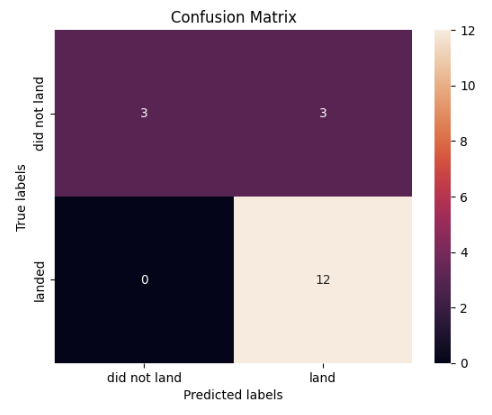 Confusion Matrix
True labels
did not land
landed
3
3
0
12
did not land
land
Predicted labels
12
10
8
6
4
2
0